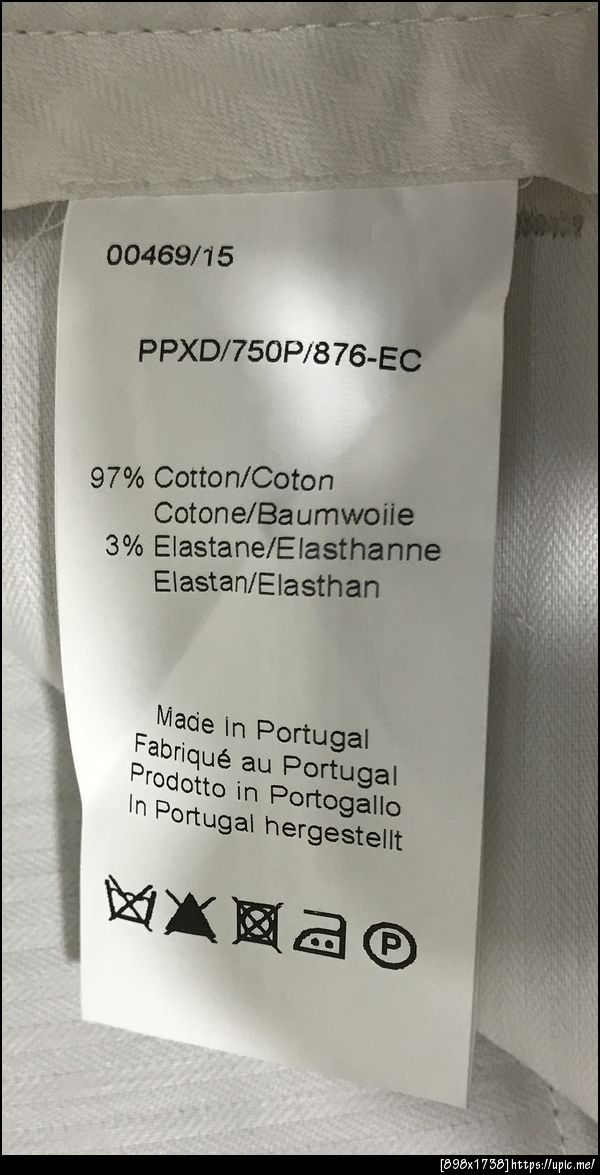 00469/15
PPXD/750P/876-EC
97% Cotton/Coton
Cotone/Baumwolle
3% Elastane/Elasthanne
Elastan/Elasthan
Made in Portugal
Fabriqué au Portugal
Prodotto in Portogallo
In Portugal hergestellt
P
[898x1738]https://upic.me/